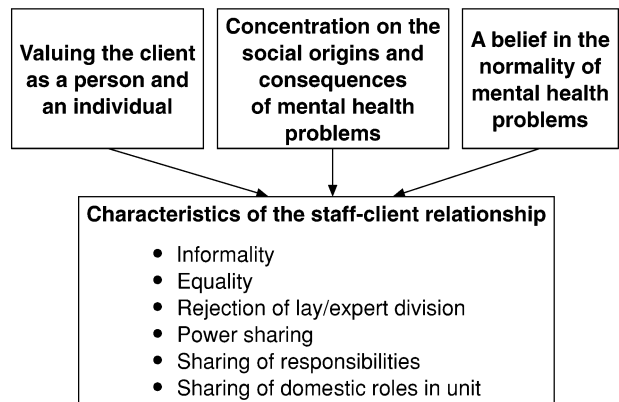 Valuing the client
as a person and
an individual
Concentration on the
social origins and
consequences
of mental health
problems
A belief in the
normality of
mental health
problems
Characteristics of the staff-client relationship
• Informality
• Equality
• Rejection of lay/expert division
• Power sharing
• Sharing of responsibilities
• Sharing of domestic roles in unit